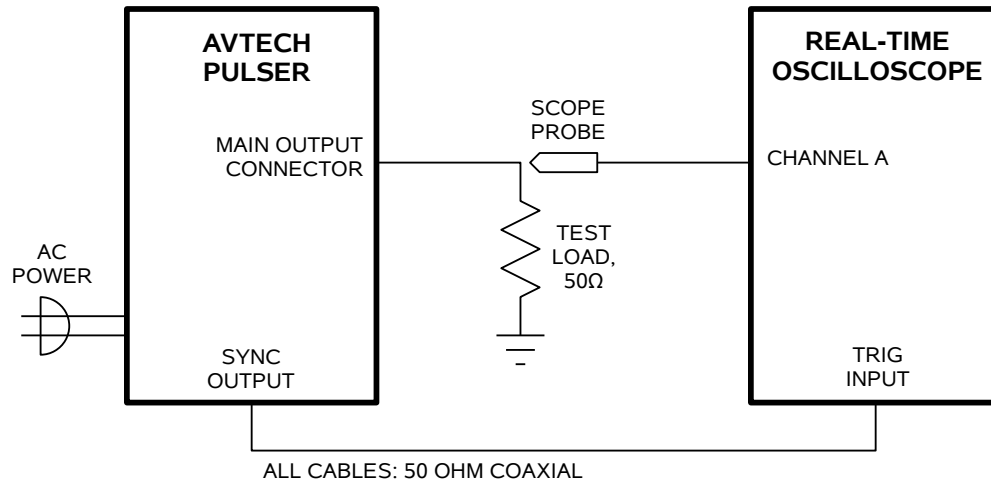 AVTECH
PULSER
MAIN OUTPUT
CONNECTOR
AC
POWER
SYNC
OUTPUT
SCOPE
PROBE
TEST
LOAD,
50Ω
REAL-TIME
OSCILLOSCOPE
CHANNEL A
TRIG
INPUT
ALL CABLES: 50 OHM COAXIAL